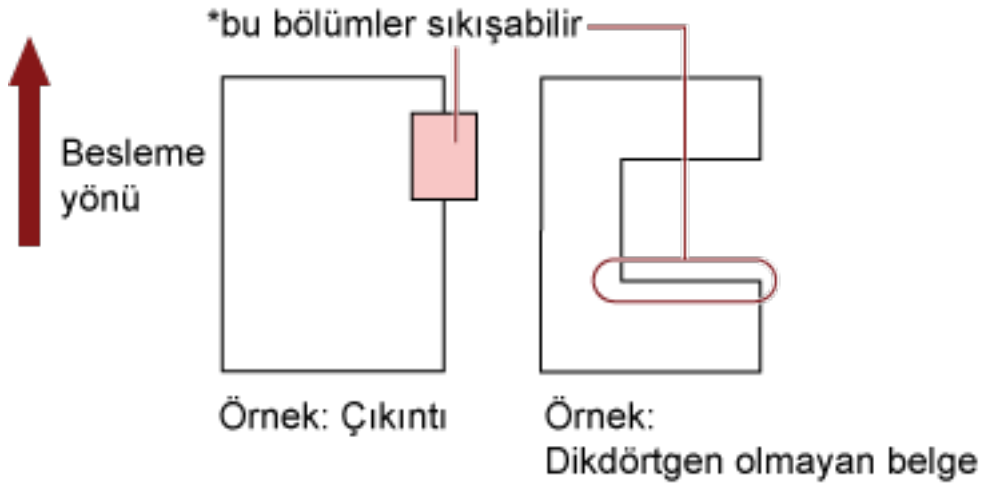 *bu bölümler sıkışabilir
Besleme
yönü
Örnek: Çıkıntı
Örnek:
Dikdörtgen olmayan belge